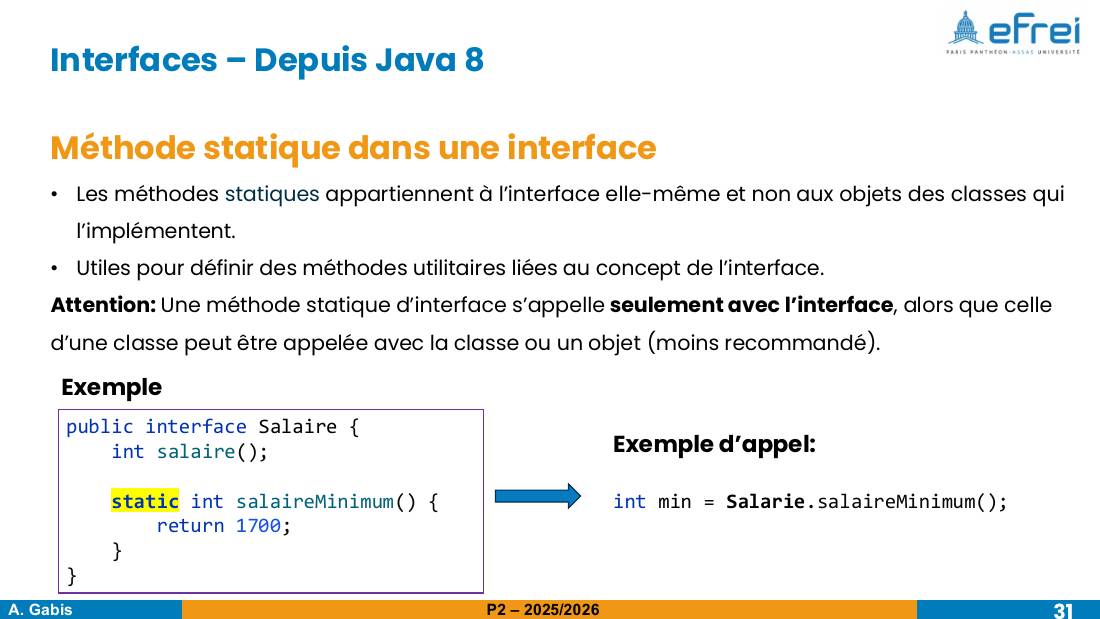 efrei
PARIS PANTHÉON-ASSAS UNIVERSITÉ
Interfaces – Depuis Java 8
Méthode statique dans une interface
• Les méthodes statiques appartiennent à l’interface elle-même et non aux objets des classes qui
l’implémentent.
• Utiles pour définir des méthodes utilitaires liées au concept de l’interface.
Attention: Une méthode statique d’interface s’appelle seulement avec l’interface, alors que celle
d’une classe peut être appelée avec la classe ou un objet (moins recommandé).
Exemple
public interface Salaire {
    int salaire();
    static int salaireMinimum() {
        return 1700;
    }
}
Exemple d’appel:
int min = Salarie.salaireMinimum();
A. Gabis
P2 – 2025/2026
31